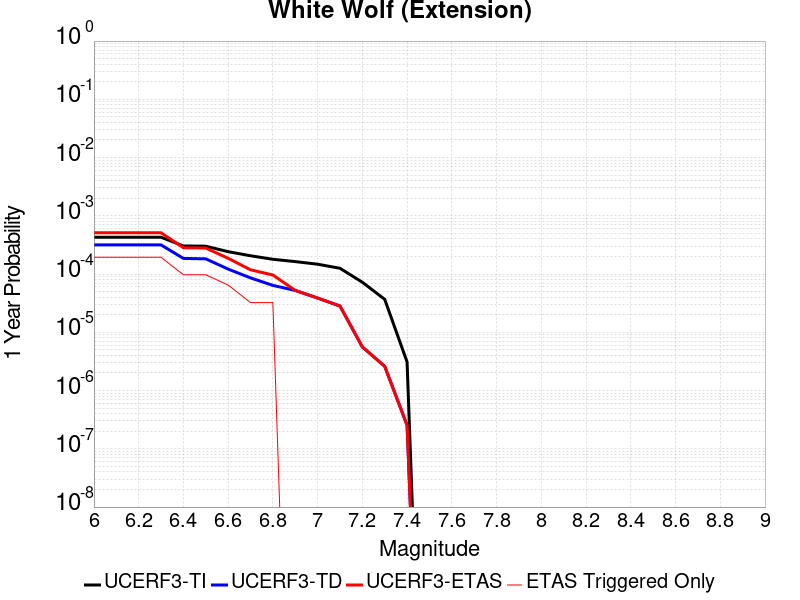 White Wolf (Extension)
10^0
10^-1
10^-2
10^-3
10^-4
10^-5
10^-6
10^-7
10^-8
1 Year Probability
6 6.2 6.4 6.6 6.8 7 7.2 7.4 7.6 7.8 8 8.2 8.4 8.6 8.8 9
Magnitude
UCERF3-TI UCERF3-TD UCERF3-ETAS ETAS Triggered Only